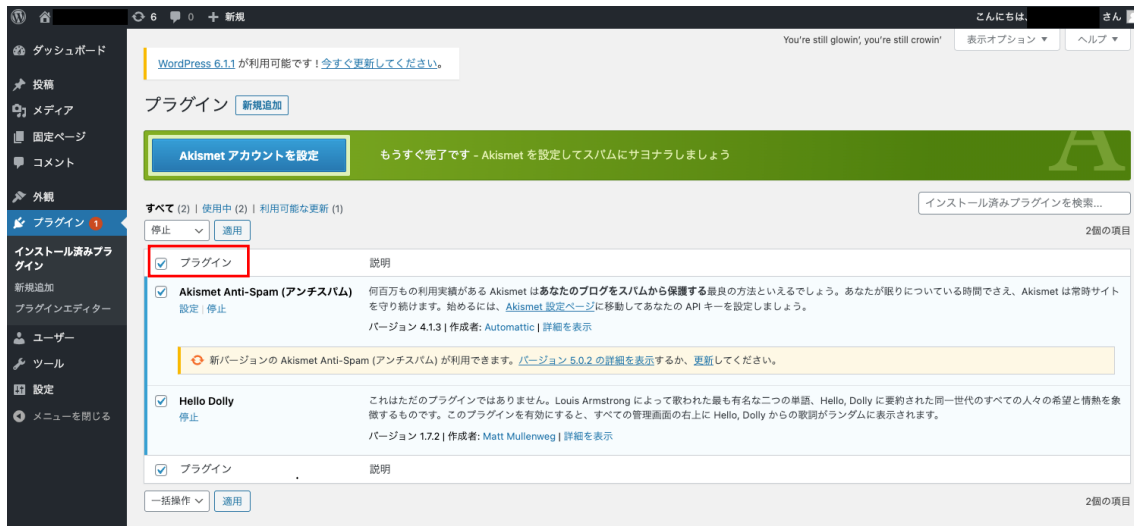 6 0 新規 こんにちは、 さん
ダッシュボード
投稿
メディア
固定ページ
コメント
外観
プラグイン 1
インストール済みプラ
グイン
新規追加
プラグインエディター
ユーザー
ツール
設定
メニューを閉じる
You're still glowin', you're still crowin'
表示オプション ▼
ヘルプ ▼
WordPress 6.1.1 が利用可能です ! 今すぐ更新してください。
プラグイン 新規追加
Akismet アカウントを設定 もうすぐ完了です - Akismet を設定してスパムにサヨナラしましょう
A
すべて (2) | 使用中 (2) | 利用可能な更新 (1)
インストール済みプラグインを検索...
停止 適用 2個の項目
プラグイン 説明
Akismet Anti-Spam (アンチスパム)
設定 | 停止
何百万もの利用実績がある Akismet はあなたのブログをスパムから保護する最良の方法といえるでしょう。あなたが眠りについている時間でさえ、Akismet は常時サイト
を守り続けます。始めるには、Akismet 設定ページに移動してあなたの API キーを設定しましょう。
バージョン 4.1.3 | 作成者: Automattic | 詳細を表示
新バージョンの Akismet Anti-Spam (アンチスパム) が利用できます。バージョン 5.0.2 の詳細を表示するか、更新してください。
Hello Dolly
停止
これはただのプラグインではありません。Louis Armstrong によって歌われた最も有名な二つの単語、Hello, Dolly に要約された同一世代のすべての人々の希望と情熱を象
徴するものです。このプラグインを有効にすると、すべての管理画面の右上に Hello, Dolly からの歌詞がランダムに表示されます。
バージョン 1.7.2 | 作成者: Matt Mullenweg | 詳細を表示
プラグイン 説明
一括操作 適用 2個の項目